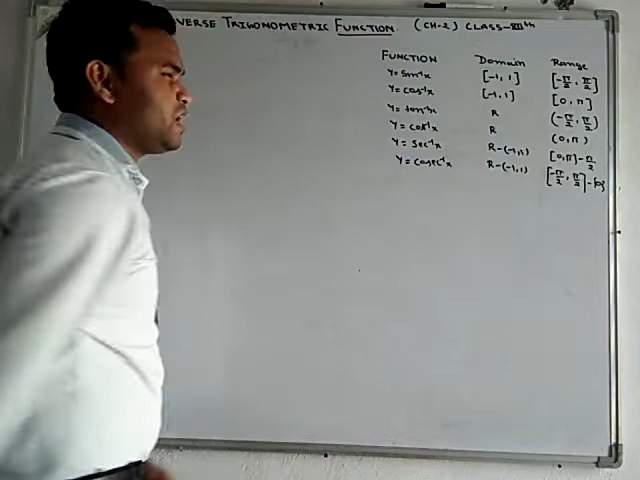 VERSE TRIGONOMETRIC FUNCTION. (CH-2) CLASS-XIIth
FUNCTION Domain Range
Y=Sin⁻¹x [-1, 1] [-π/2, π/2]
Y=Cos⁻¹x [-1, 1] [0, π]
Y=tan⁻¹x R (-π/2, π/2)
Y=Cot⁻¹x R (0, π)
Y=Sec⁻¹x R-(-1,1) [0,π]-π/2
Y=Cosec⁻¹x R-(-1,1) [-π/2, π/2]-{0}